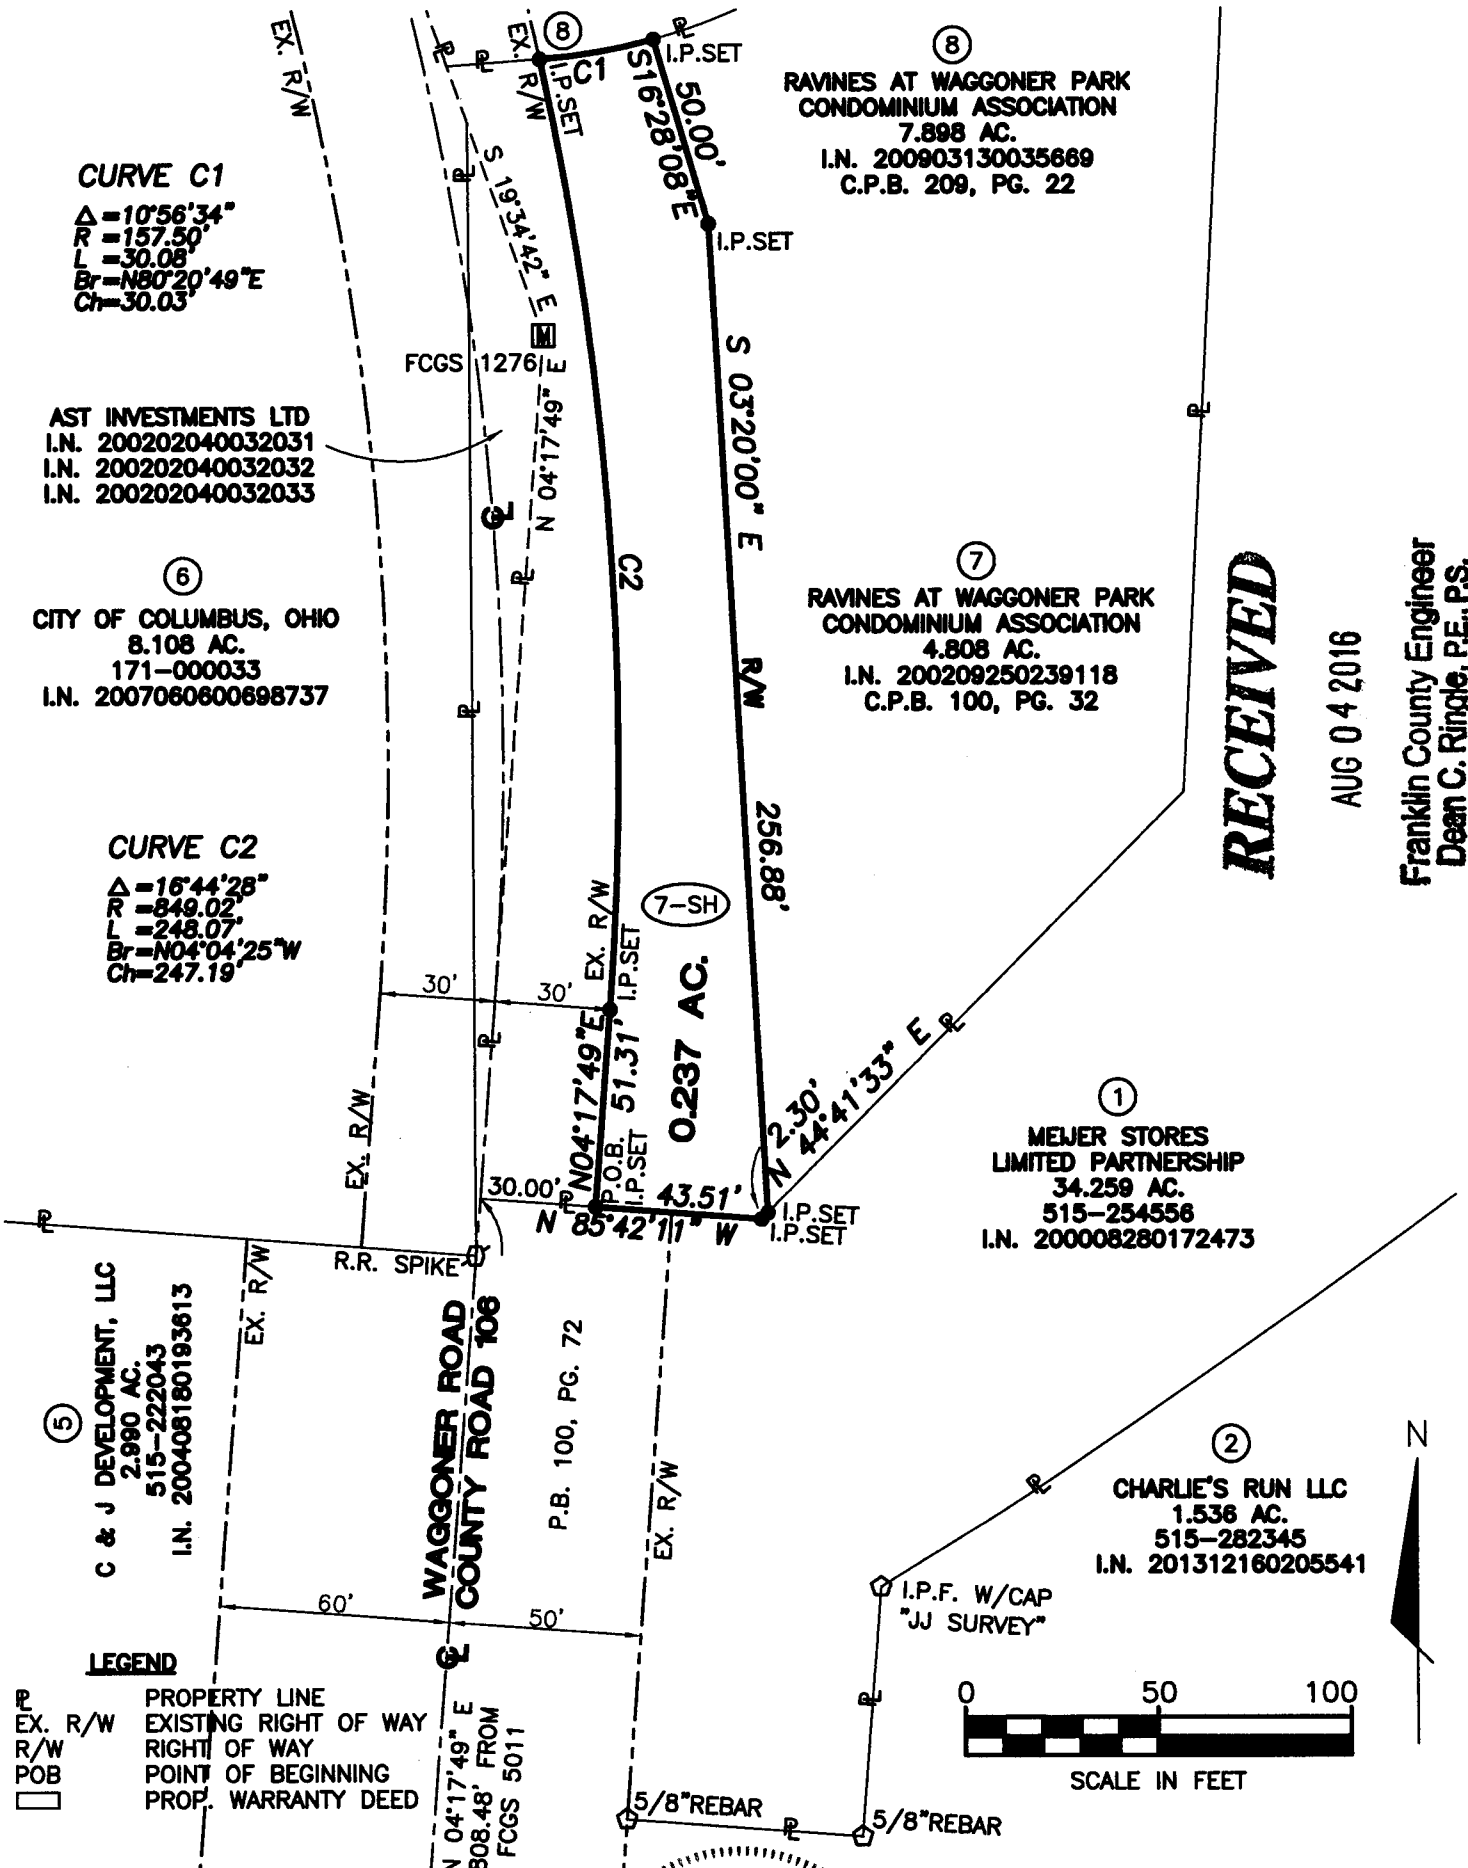 EX. R/W
EX. R/W
8
C1
I.P.SET
I.P.SET
50.00'
S16°28'08"E
I.P.SET
8
RAVINES AT WAGGONER PARK
CONDOMINIUM ASSOCIATION
7.898 AC.
I.N. 200903130035669
C.P.B. 209, PG. 22
CURVE C1
Δ =10°56'34"
R =157.50'
L =30.08'
Br=N80°20'49"E
Ch=30.03'
S 19°34'42" E
M
FCGS 1276
N 04°17'49" E
S 03°20'00" E
R/W
256.88'
AST INVESTMENTS LTD
I.N. 200202040032031
I.N. 200202040032032
I.N. 200202040032033
C2
6
CITY OF COLUMBUS, OHIO
8.108 AC.
171-000033
I.N. 2007060600698737
7
RAVINES AT WAGGONER PARK
CONDOMINIUM ASSOCIATION
4.808 AC.
I.N. 200209250239118
C.P.B. 100, PG. 32
RECEIVED
AUG 04 2016
Franklin County Engineer
Dean C. Ringle, P.E., P.S.
CURVE C2
Δ =16°44'28"
R =849.02'
L =248.07'
Br=N04°04'25"W
Ch=247.19'
7-SH
0.237 AC.
EX. R/W
I.P.SET
30'
30'
N04°17'49"E
51.31'
P.O.B.
I.P.SET
EX. R/W
2.30'
N 44°41'33" E
30.00'
43.51'
N 85°42'11" W
I.P.SET
I.P.SET
1
MEIJER STORES
LIMITED PARTNERSHIP
34.259 AC.
515-254556
I.N. 200008280172473
R.R. SPIKE
EX. R/W
5
C & J DEVELOPMENT, LLC
2.990 AC.
515-222043
I.N. 200408180193613
WAGGONER ROAD
COUNTY ROAD 106
P.B. 100, PG. 72
EX. R/W
2
CHARLIE'S RUN LLC
1.536 AC.
515-282345
I.N. 201312160205541
N
60'
50'
I.P.F. W/CAP
"JJ SURVEY"
LEGEND
PL PROPERTY LINE
EX. R/W EXISTING RIGHT OF WAY
R/W RIGHT OF WAY
POB POINT OF BEGINNING
PROP. WARRANTY DEED
N 04°17'49" E
808.48' FROM
FCGS 5011
5/8"REBAR
5/8"REBAR
0 50 100
SCALE IN FEET